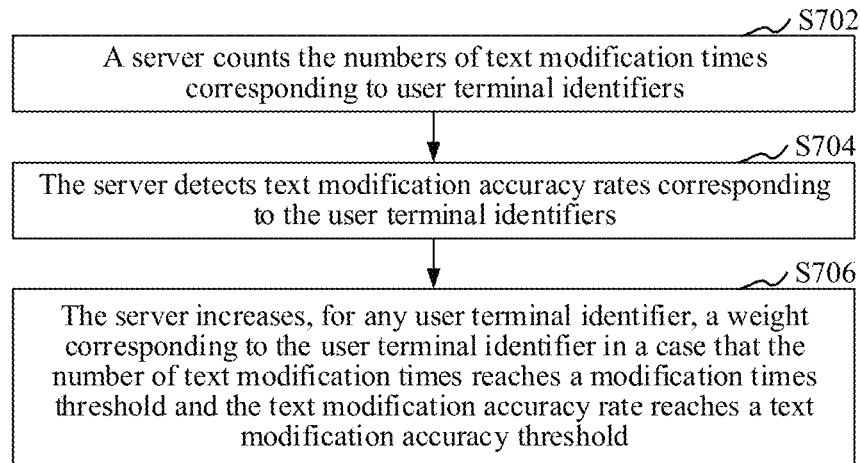 S702
A server counts the numbers of text modification times
corresponding to user terminal identifiers
S704
The server detects text modification accuracy rates corresponding
to the user terminal identifiers
S706
The server increases, for any user terminal identifier, a weight
corresponding to the user terminal identifier in a case that the
number of text modification times reaches a modification times
threshold and the text modification accuracy rate reaches a text
modification accuracy threshold